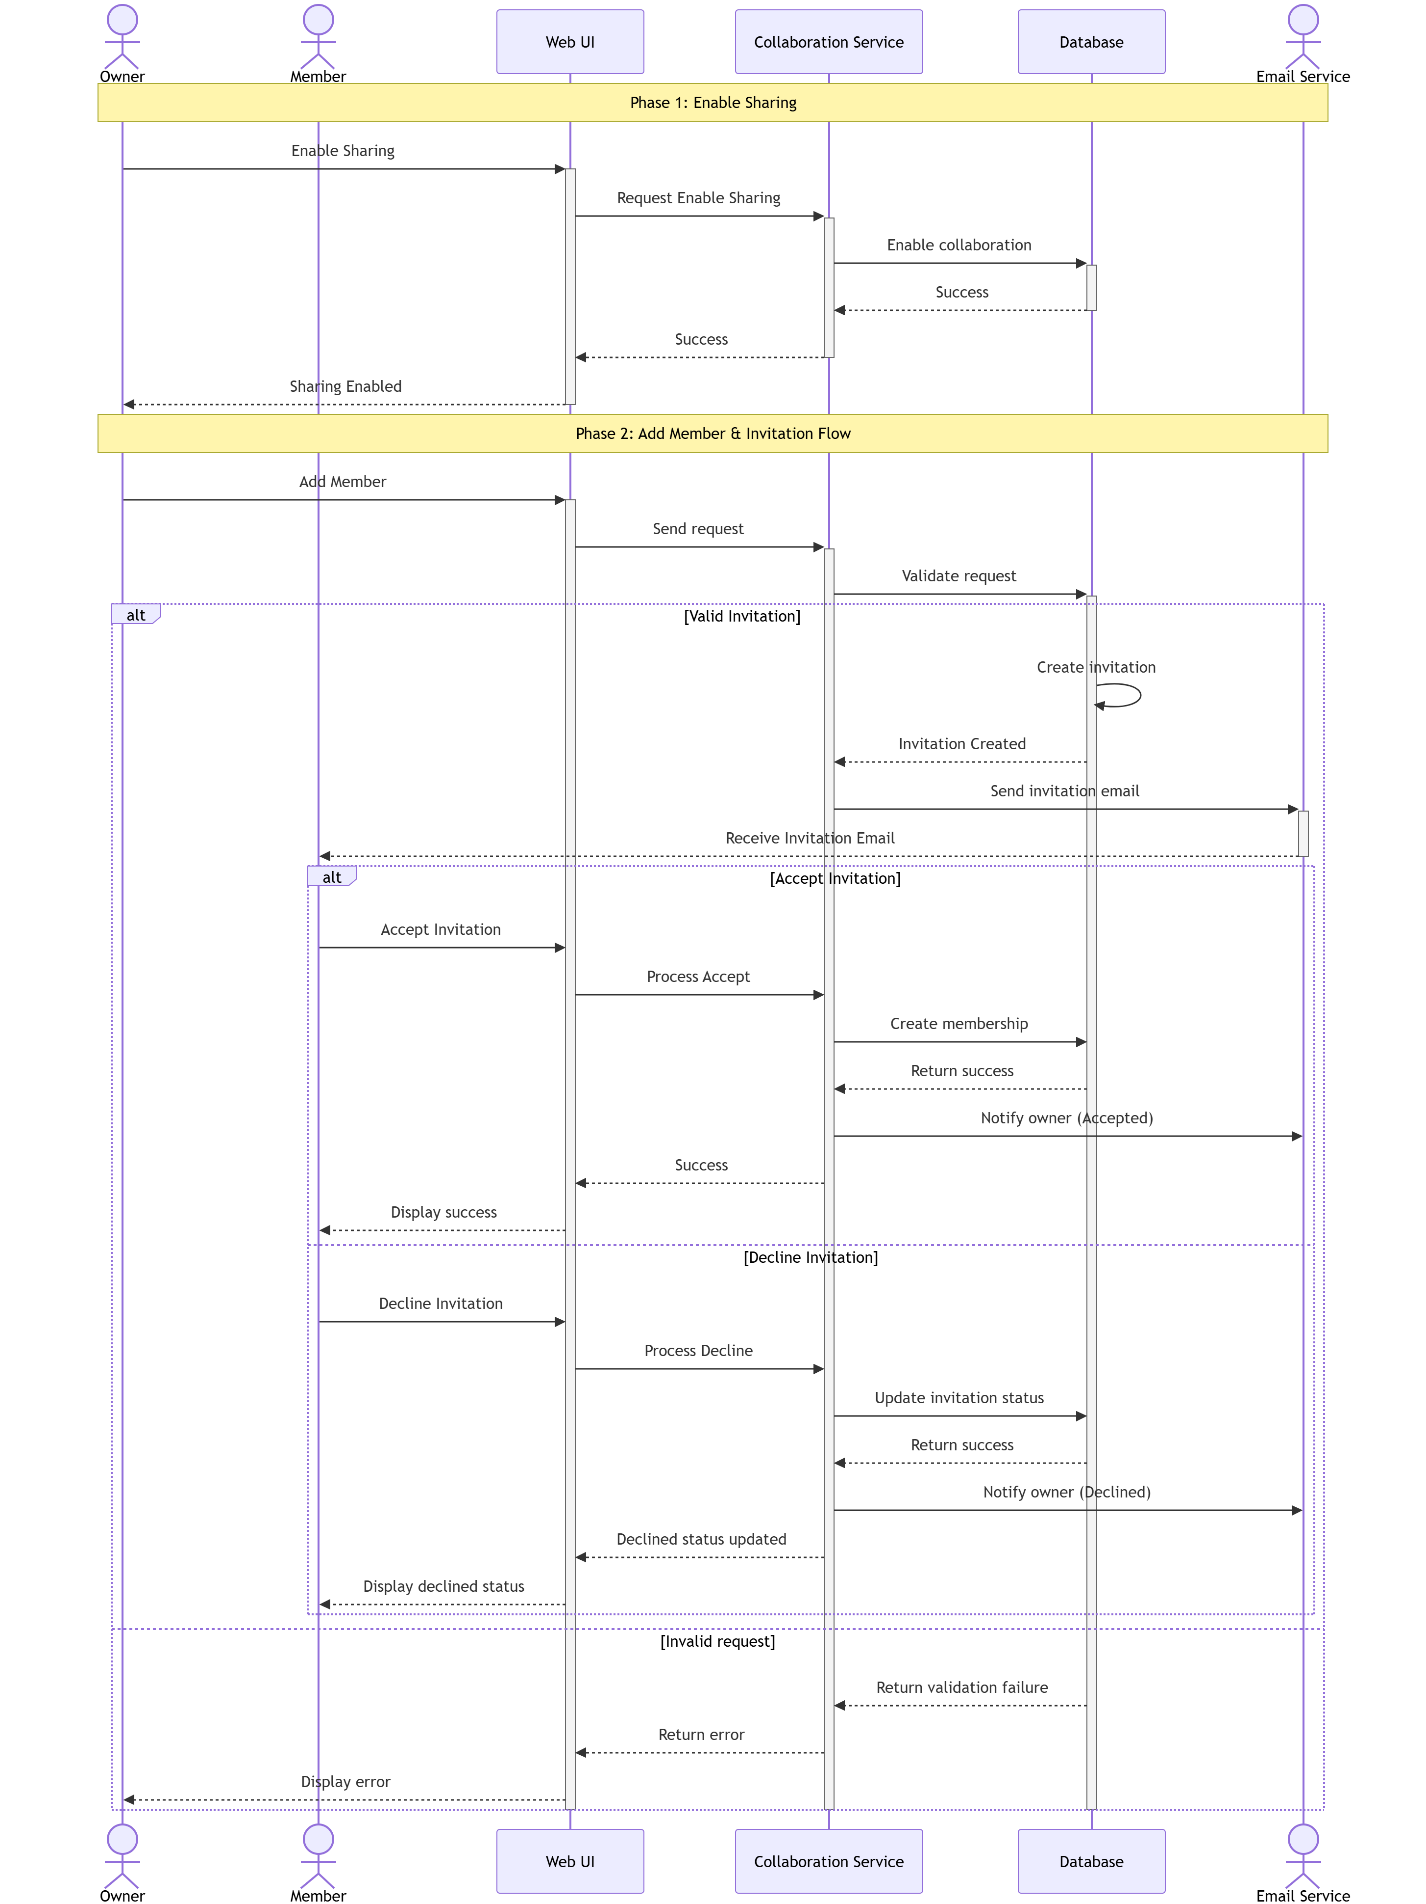 Owner
Member
Web UI
Collaboration Service
Database
Email Service
Phase 1: Enable Sharing
Enable Sharing
Request Enable Sharing
Enable collaboration
Success
Success
Sharing Enabled
Phase 2: Add Member & Invitation Flow
Add Member
Send request
Validate request
alt
[Valid Invitation]
Create invitation
Invitation Created
Send invitation email
Receive Invitation Email
alt
[Accept Invitation]
Accept Invitation
Process Accept
Create membership
Return success
Notify owner (Accepted)
Success
Display success
[Decline Invitation]
Decline Invitation
Process Decline
Update invitation status
Return success
Notify owner (Declined)
Declined status updated
Display declined status
[Invalid request]
Return validation failure
Return error
Display error
Owner
Member
Web UI
Collaboration Service
Database
Email Service